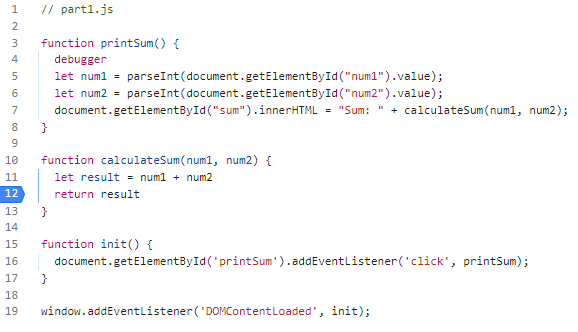 1 // part1.js
2
3 function printSum() {
4 debugger
5 let num1 = parseInt(document.getElementById("num1").value);
6 let num2 = parseInt(document.getElementById("num2").value);
7 document.getElementById("sum").innerHTML = "Sum: " + calculateSum(num1, num2);
8 }
9
10 function calculateSum(num1, num2) {
11 let result = num1 + num2
12 return result
13 }
14
15 function init() {
16 document.getElementById('printSum').addEventListener('click', printSum);
17 }
18
19 window.addEventListener('DOMContentLoaded', init);